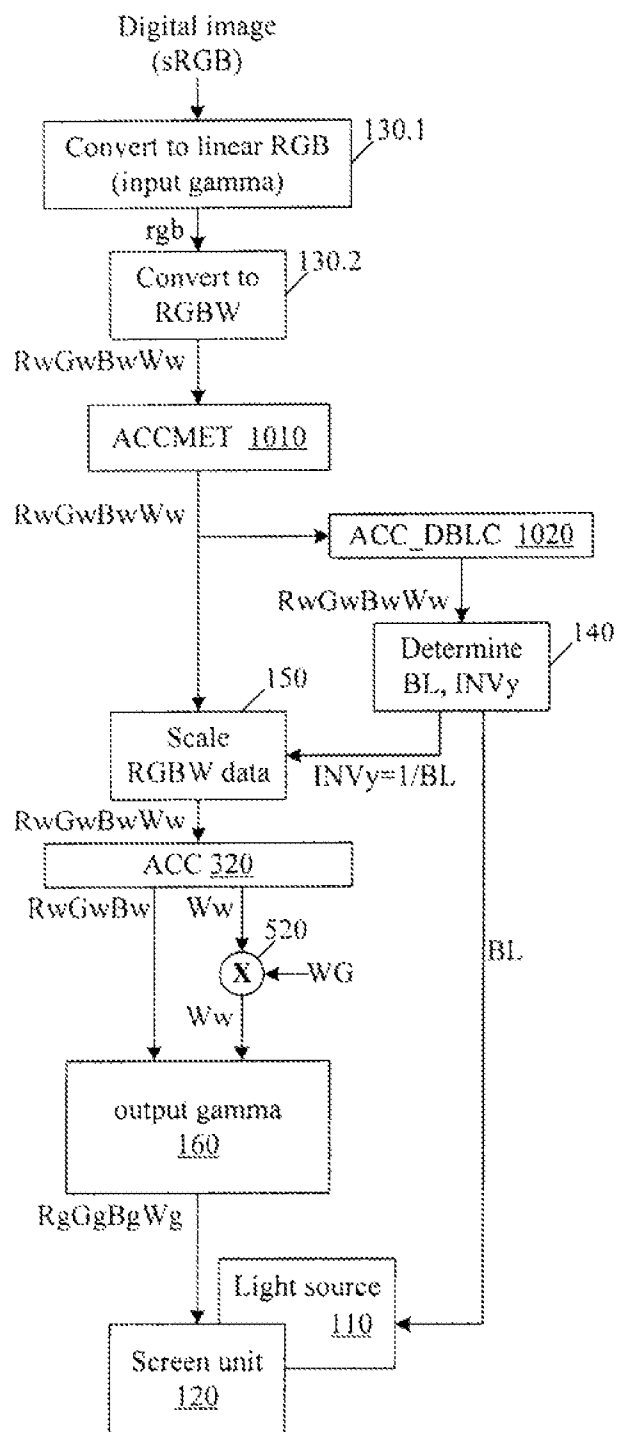 Digital image
(sRGB)
130.1
Convert to linear RGB
(input gamma)
rgb
130.2
Convert to
RGBW
RwGwBwWw
ACCMET 1010
RwGwBwWw
ACC_DBLC 1020
RwGwBwWw
140
Determine
BL, INVy
150
Scale
RGBW data
INVy=1/BL
RwGwBwWw
ACC 320
RwGwBw
Ww
520
X
WG
BL
Ww
output gamma
160
RgGgBgWg
Light source
110
Screen unit
120